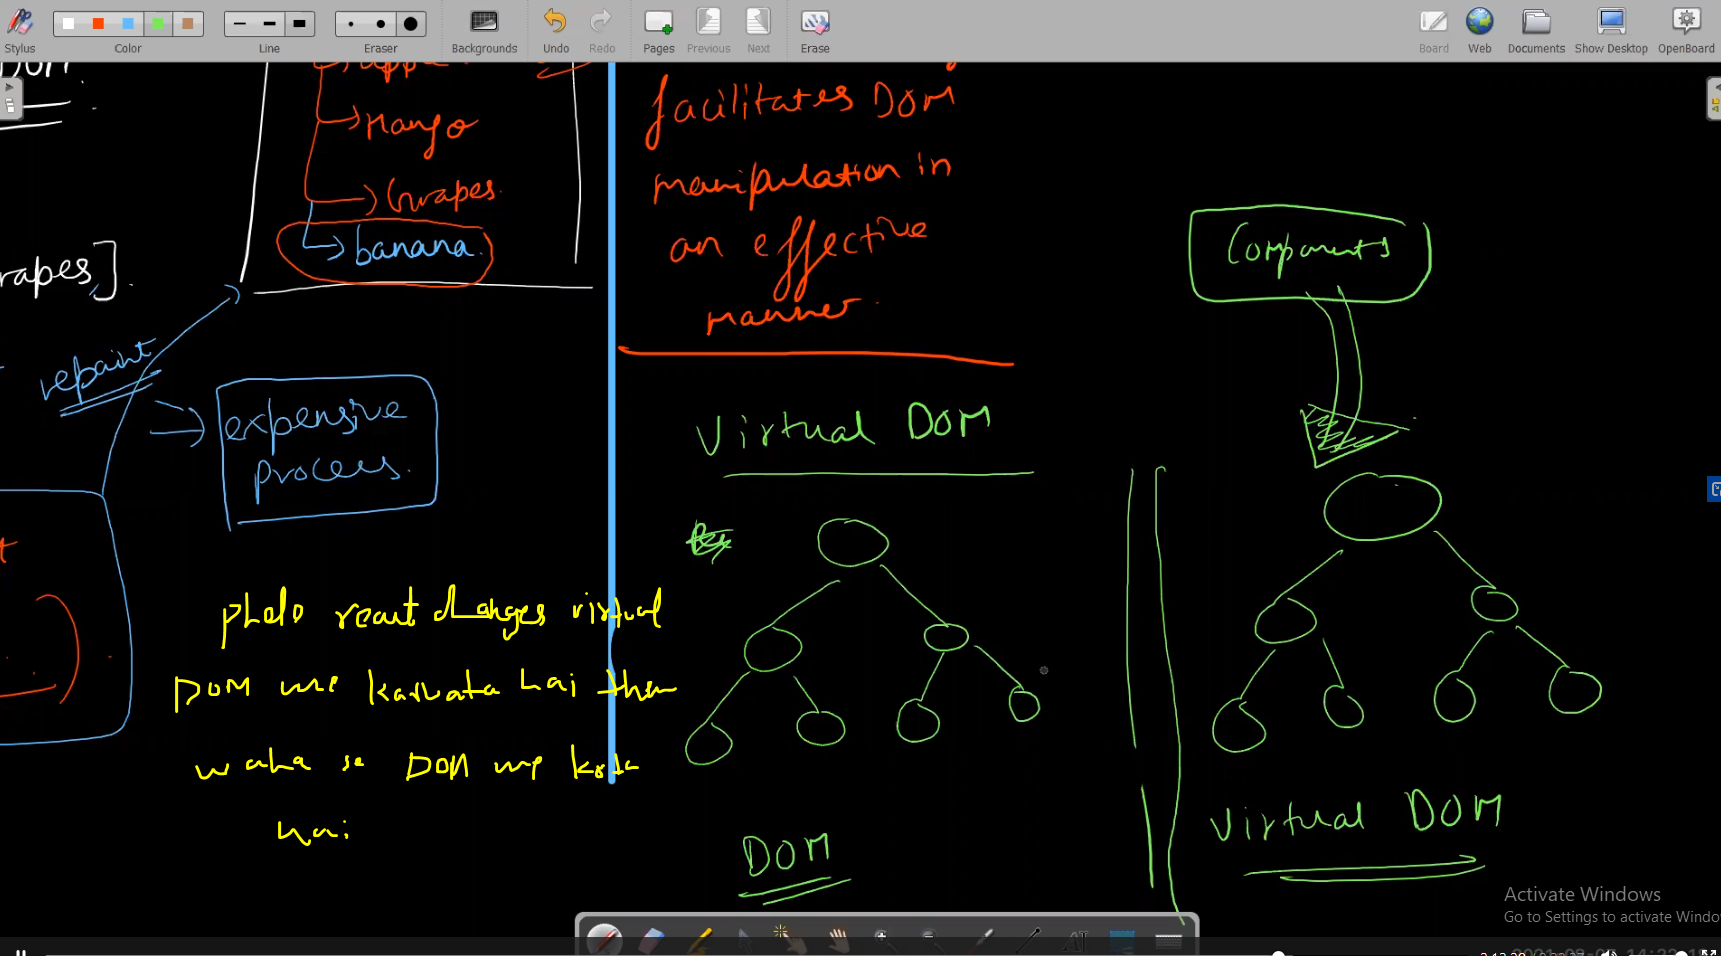 Stylus
Color
Line
Eraser
Backgrounds
Undo
Redo
Pages
Previous
Next
Erase
Board
Web
Documents
Show Desktop
OpenBoard
DOM
Mango
Grapes
banana
rapes].
repaint
expensive
process.
facilitates DOM
manipulation in
an effective
manner
Virtual DOM
Components
react changes virtual
DOM me karvata hai then
waha se DOM me
hai
DOM
Virtual DOM
Activate Windows
Go to Settings to activate Windo